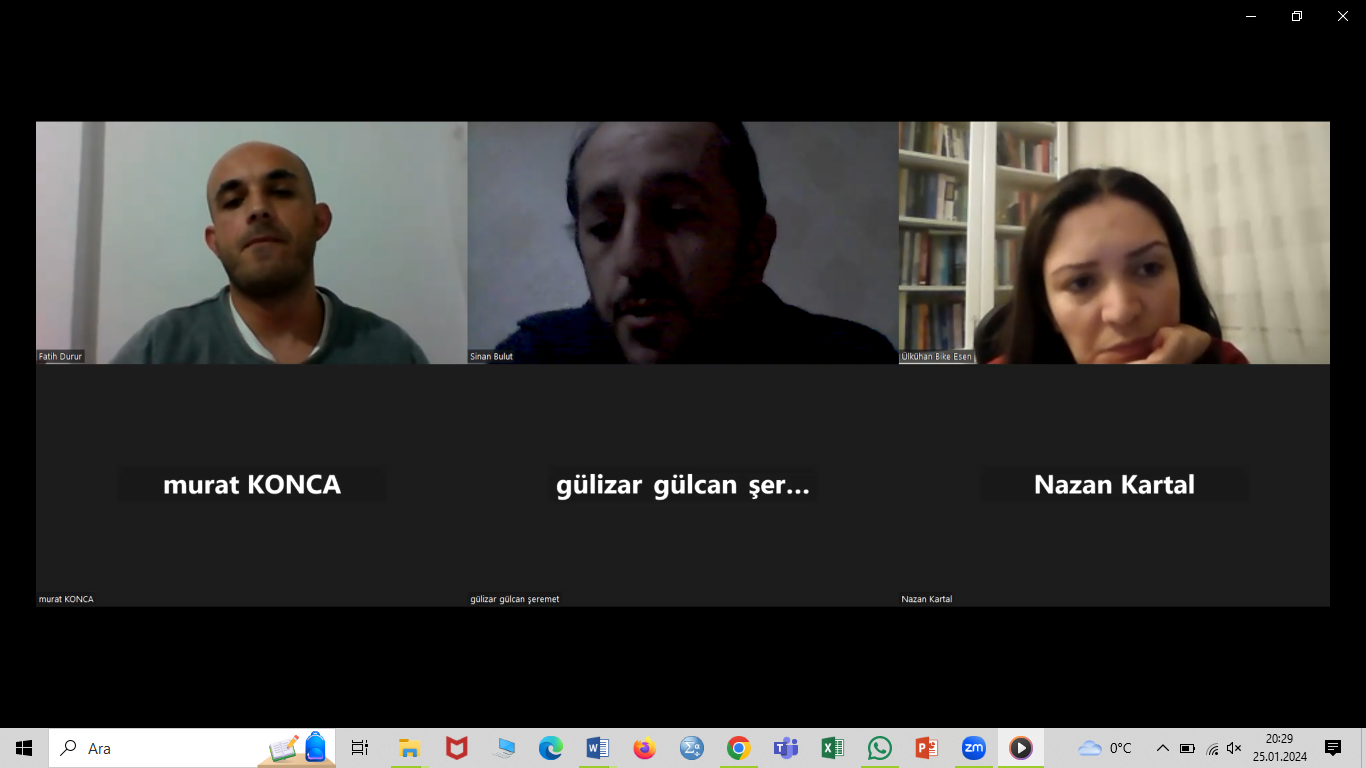 Fatih Durur
Sinan Bulut
Ülkühan Bike Esen
murat KONCA
gülizar gülcan şer...
Nazan Kartal
murat KONCA
gülizar gülcan şeremet
Nazan Kartal
Ara
0°C
20:29
25.01.2024
zm